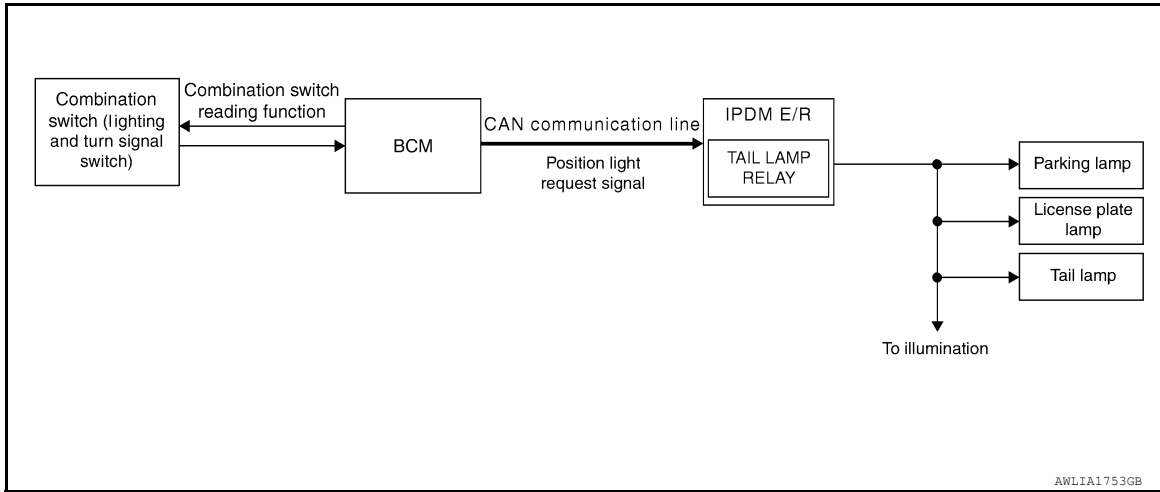 Combination
switch (lighting
and turn signal
switch)
Combination switch
reading function
BCM
CAN communication line
Position light
request signal
IPDM E/R
TAIL LAMP
RELAY
Parking lamp
License plate
lamp
Tail lamp
To illumination
AWLIA1753GB